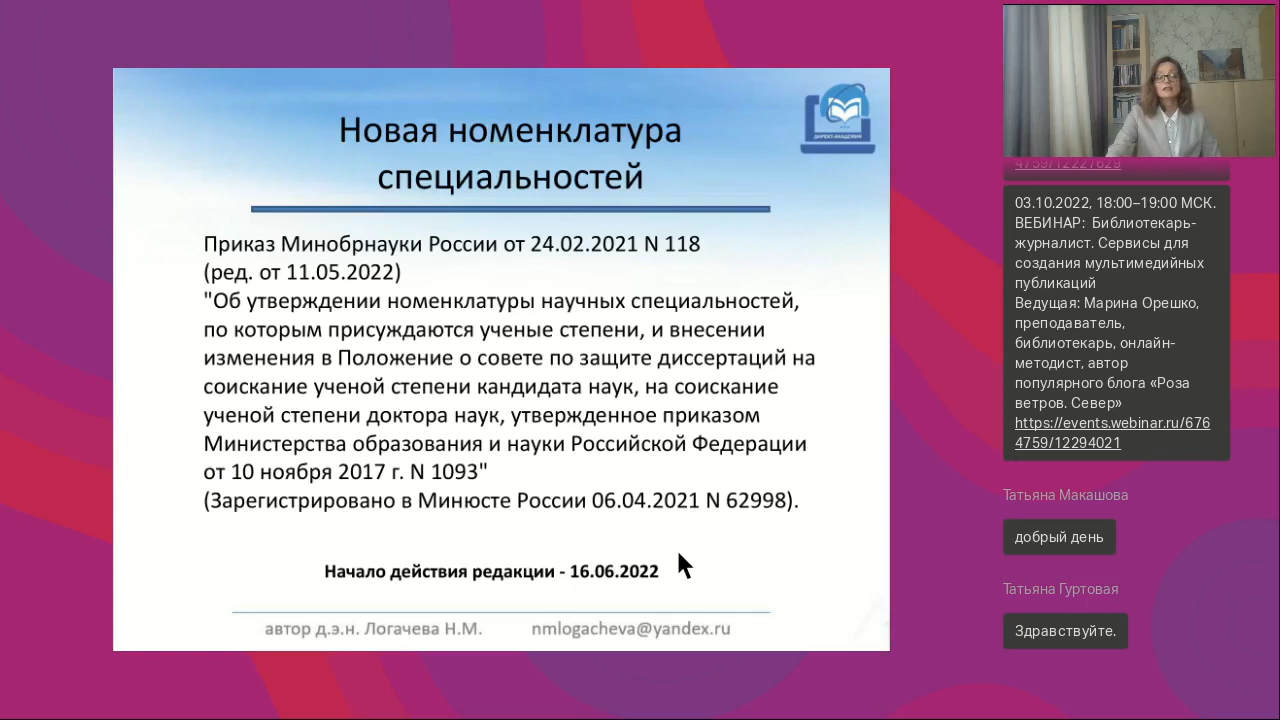 Новая номенклатура
специальностей
ДИРЕКТ-АКАДЕМИЯ
Приказ Минобрнауки России от 24.02.2021 N 118
(ред. от 11.05.2022)
"Об утверждении номенклатуры научных специальностей,
по которым присуждаются ученые степени, и внесении
изменения в Положение о совете по защите диссертаций на
соискание ученой степени кандидата наук, на соискание
ученой степени доктора наук, утвержденное приказом
Министерства образования и науки Российской Федерации
от 10 ноября 2017 г. N 1093"
(Зарегистрировано в Минюсте России 06.04.2021 N 62998).
Начало действия редакции - 16.06.2022
автор д.э.н. Логачева Н.М. nmlogacheva@yandex.ru
4759/12227628
03.10.2022, 18:00–19:00 МСК.
ВЕБИНАР: Библиотекарь-
журналист. Сервисы для
создания мультимедийных
публикаций
Ведущая: Марина Орешко,
преподаватель,
библиотекарь, онлайн-
методист, автор
популярного блога «Роза
ветров. Север»
https://events.webinar.ru/676
4759/12294021
Татьяна Макашова
добрый день
Татьяна Гуртовая
Здравствуйте.